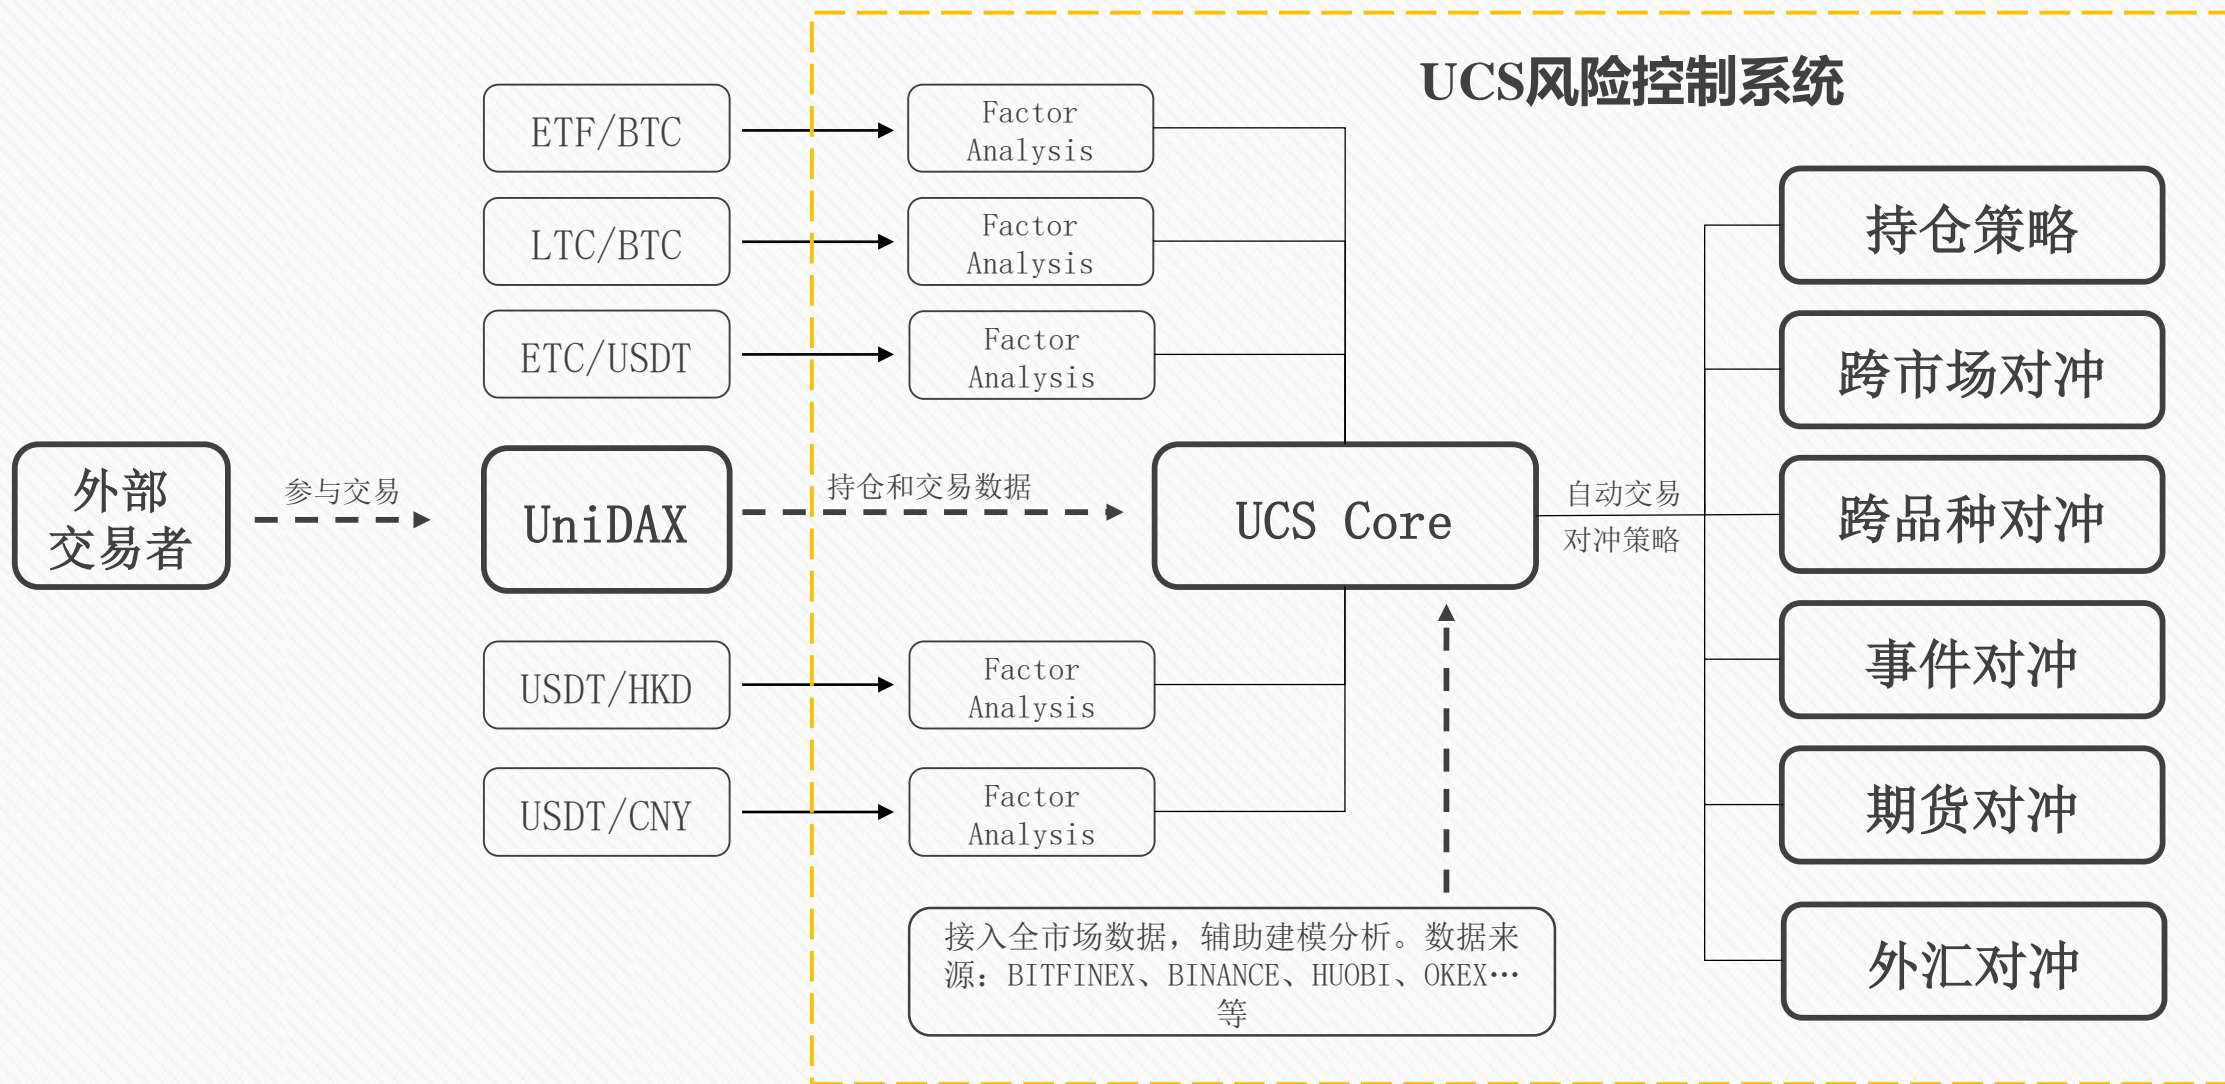 UCS风险控制系统
ETF/BTC
Factor
Analysis
LTC/BTC
Factor
Analysis
ETC/USDT
Factor
Analysis
外部
交易者
参与交易
UniDAX
持仓和交易数据
UCS Core
自动交易
对冲策略
USDT/HKD
Factor
Analysis
USDT/CNY
Factor
Analysis
接入全市场数据，辅助建模分析。数据来
源：BITFINEX、BINANCE、HUOBI、OKEX…
等
持仓策略
跨市场对冲
跨品种对冲
事件对冲
期货对冲
外汇对冲